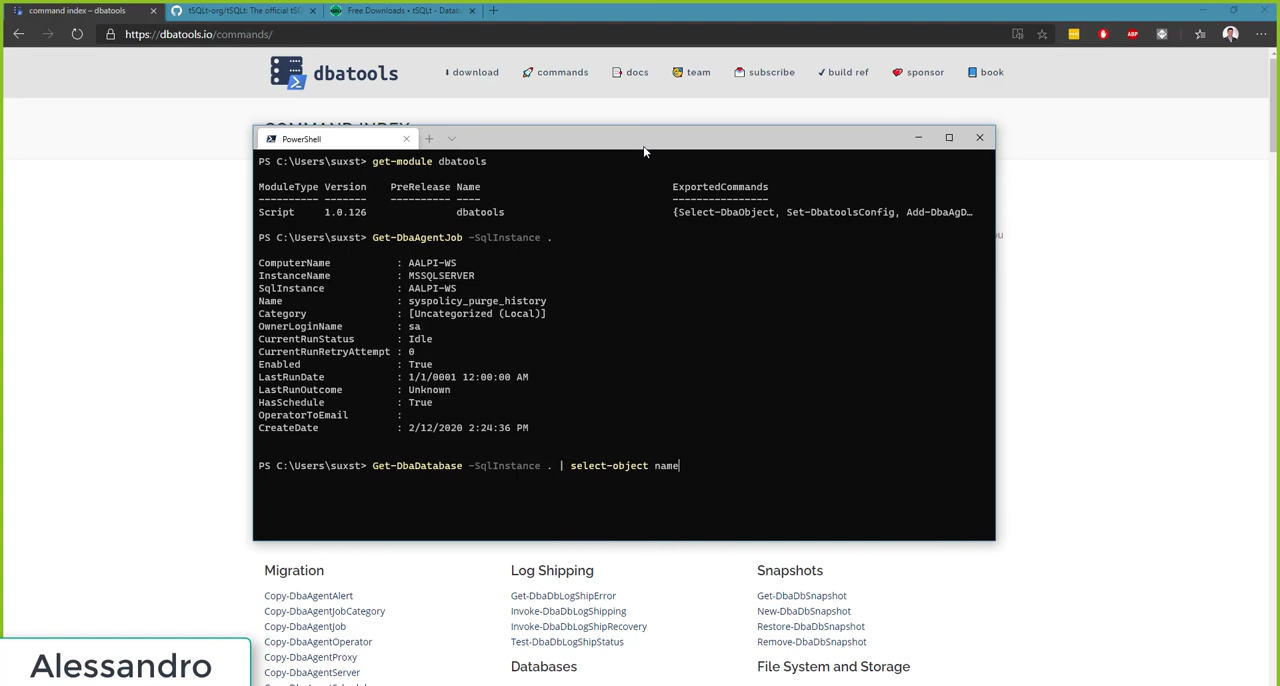 command index – dbatools
tSQLt-org/tSQLt: The official tSQ
Free Downloads • tSQLt - Datab
https://dbatools.io/commands/
ABP
dbatools
download
commands
docs
team
subscribe
build ref
sponsor
book
COMMAND INDEX
PowerShell
PS C:\Users\suxst> get-module dbatools
ModuleType Version PreRelease Name ExportedCommands
---------- ------- ---------- ---- ----------------
Script 1.0.126 dbatools {Select-DbaObject, Set-DbatoolsConfig, Add-DbaAgD…
PS C:\Users\suxst> Get-DbaAgentJob -SqlInstance .
ComputerName : AALPI-WS
InstanceName : MSSQLSERVER
SqlInstance : AALPI-WS
Name : syspolicy_purge_history
Category : [Uncategorized (Local)]
OwnerLoginName : sa
CurrentRunStatus : Idle
CurrentRunRetryAttempt : 0
Enabled : True
LastRunDate : 1/1/0001 12:00:00 AM
LastRunOutcome : Unknown
HasSchedule : True
OperatorToEmail :
CreateDate : 2/12/2020 2:24:36 PM
PS C:\Users\suxst> Get-DbaDatabase -SqlInstance . | select-object name
Migration
Copy-DbaAgentAlert
Copy-DbaAgentJobCategory
Copy-DbaAgentJob
Copy-DbaAgentOperator
Copy-DbaAgentProxy
Copy-DbaAgentServer
Log Shipping
Get-DbaDbLogShipError
Invoke-DbaDbLogShipping
Invoke-DbaDbLogShipRecovery
Test-DbaDbLogShipStatus
Databases
Snapshots
Get-DbaDbSnapshot
New-DbaDbSnapshot
Restore-DbaDbSnapshot
Remove-DbaDbSnapshot
File System and Storage
Alessandro